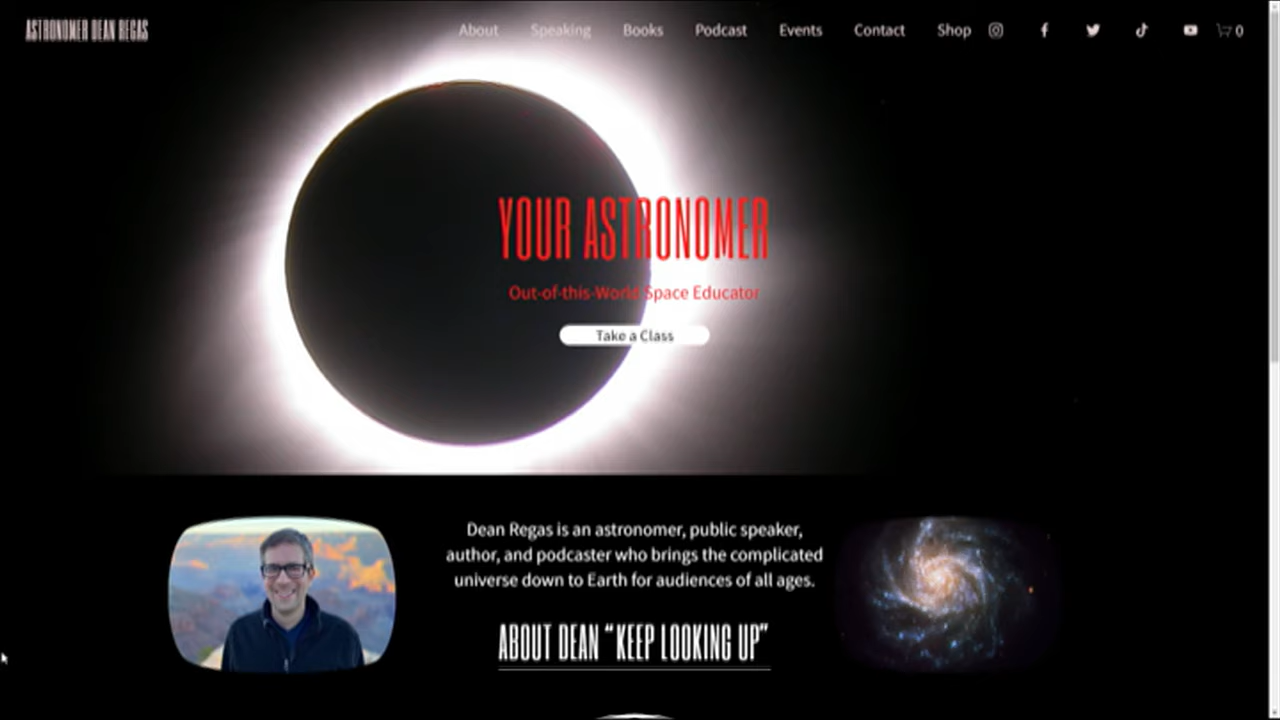 ASTRONOMER DEAN REGAS
About Speaking Books Podcast Events Contact Shop 0
YOUR ASTRONOMER
Out-of-this-World Space Educator
Take a Class
Dean Regas is an astronomer, public speaker,
author, and podcaster who brings the complicated
universe down to Earth for audiences of all ages.
ABOUT DEAN “KEEP LOOKING UP”